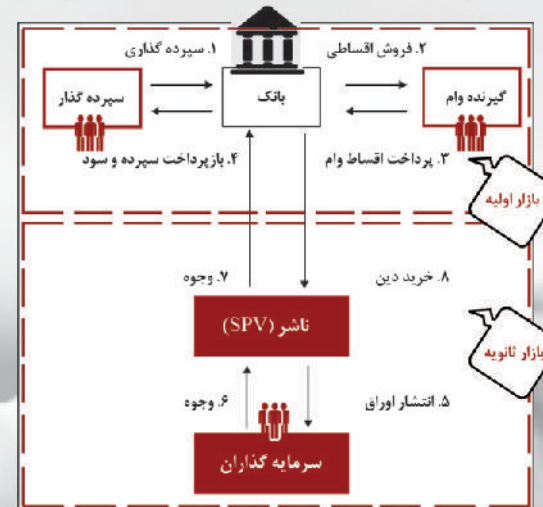 ۱. سپرده گذاری
۲. فروش اقساطی
سپرده گذار
بانک
گیرنده وام
۴. بازپرداخت سپرده و سود
۳. پرداخت اقساط وام
بازار اولیه
۷. وجوه
۸. خرید دین
ناشر (SPV)
بازار ثانویه
۶. وجوه
۵. انتشار اوراق
سرمایه گذاران